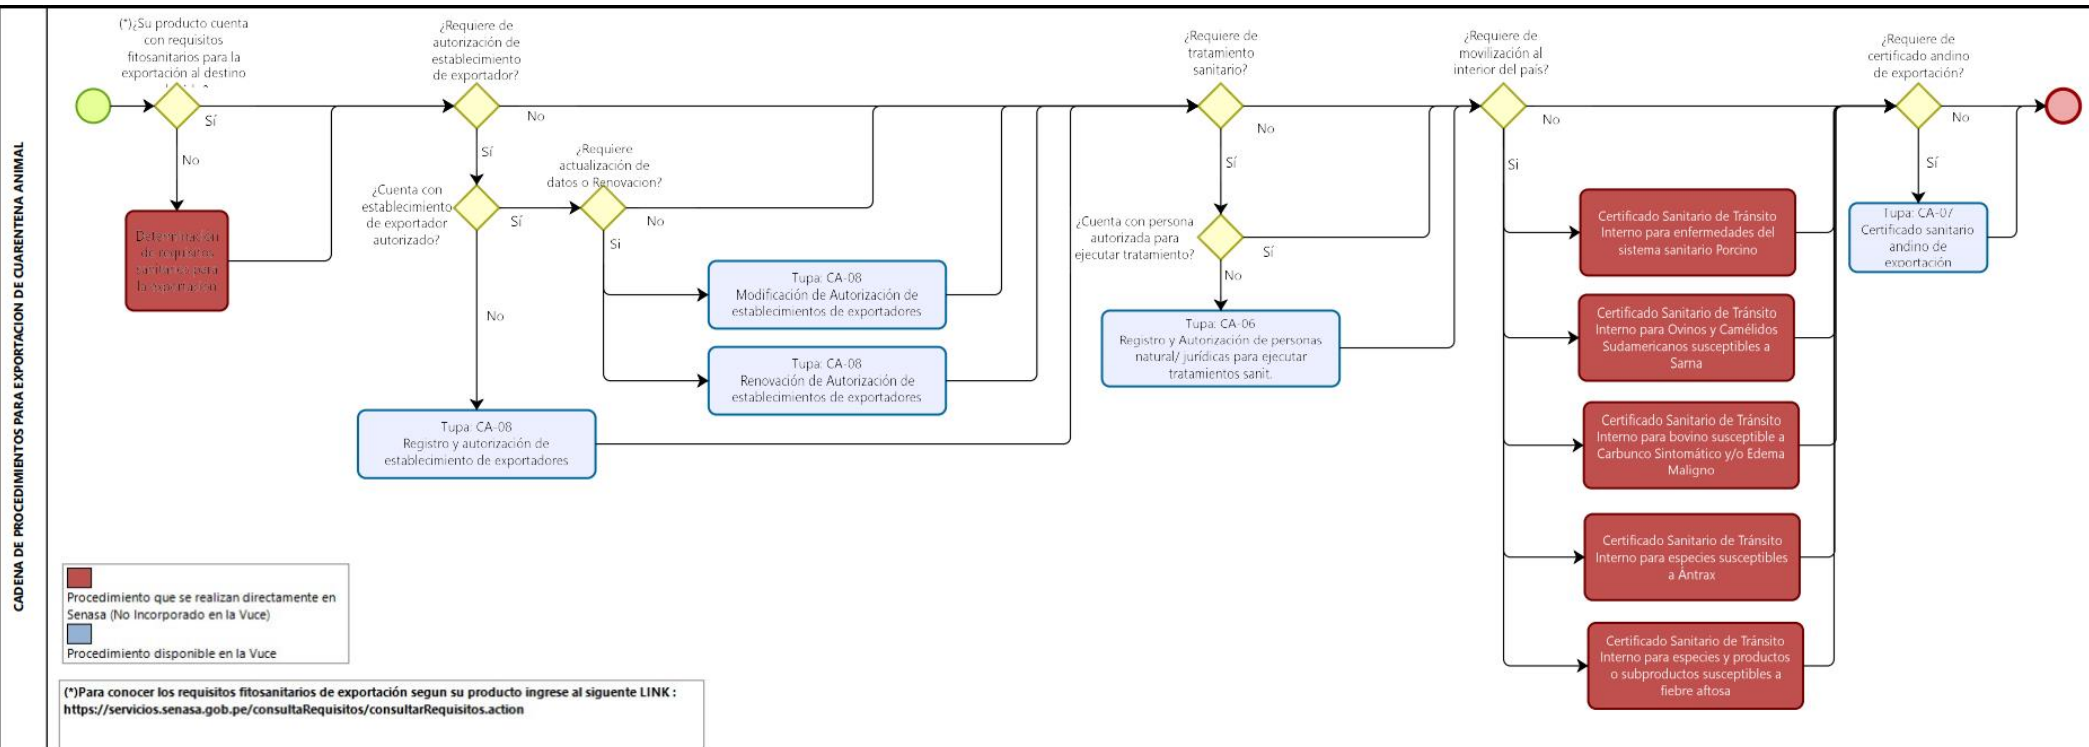 CADENA DE PROCEDIMIENTOS PARA EXPORTACION DE CUARENTENA ANIMAL
(*)¿Su producto cuenta
con requisitos
fitosanitarios para la
exportación al destino
Sí
No
Determinación
de requisitos
sanitarios para
la exportación
¿Requiere de
autorización de
establecimiento
de exportador?
No
Sí
¿Cuenta con
establecimiento
de exportador
autorizado?
Sí
No
¿Requiere
actualización de
datos o Renovacion?
No
Si
Tupa: CA-08
Modificación de Autorización de
establecimientos de exportadores
Tupa: CA-08
Renovación de Autorización de
establecimientos de exportadores
Tupa: CA-08
Registro y autorización de
establecimiento de exportadores
¿Requiere de
tratamiento
sanitario?
No
Sí
¿Cuenta con persona
autorizada para
ejecutar tratamiento?
Sí
No
Tupa: CA-06
Registro y Autorización de personas
natural/ jurídicas para ejecutar
tratamientos sanit.
¿Requiere de
movilización al
interior del país?
No
Si
Certificado Sanitario de Tránsito
Interno para enfermedades del
sistema sanitario Porcino
Certificado Sanitario de Tránsito
Interno para Ovinos y Camélidos
Sudamericanos susceptibles a
Sarna
Certificado Sanitario de Tránsito
Interno para bovino susceptible a
Carbunco Sintomático y/o Edema
Maligno
Certificado Sanitario de Tránsito
Interno para especies susceptibles
a Ántrax
Certificado Sanitario de Tránsito
Interno para especies y productos
o subproductos susceptibles a
fiebre aftosa
¿Requiere de
certificado andino
de exportación?
No
Sí
Tupa: CA-07
Certificado sanitario
andino de
exportación
Procedimiento que se realizan directamente en
Senasa (No Incorporado en la Vuce)
Procedimiento disponible en la Vuce
(*)Para conocer los requisitos fitosanitarios de exportación segun su producto ingrese al siguente LINK :
https://servicios.senasa.gob.pe/consultaRequisitos/consultarRequisitos.action